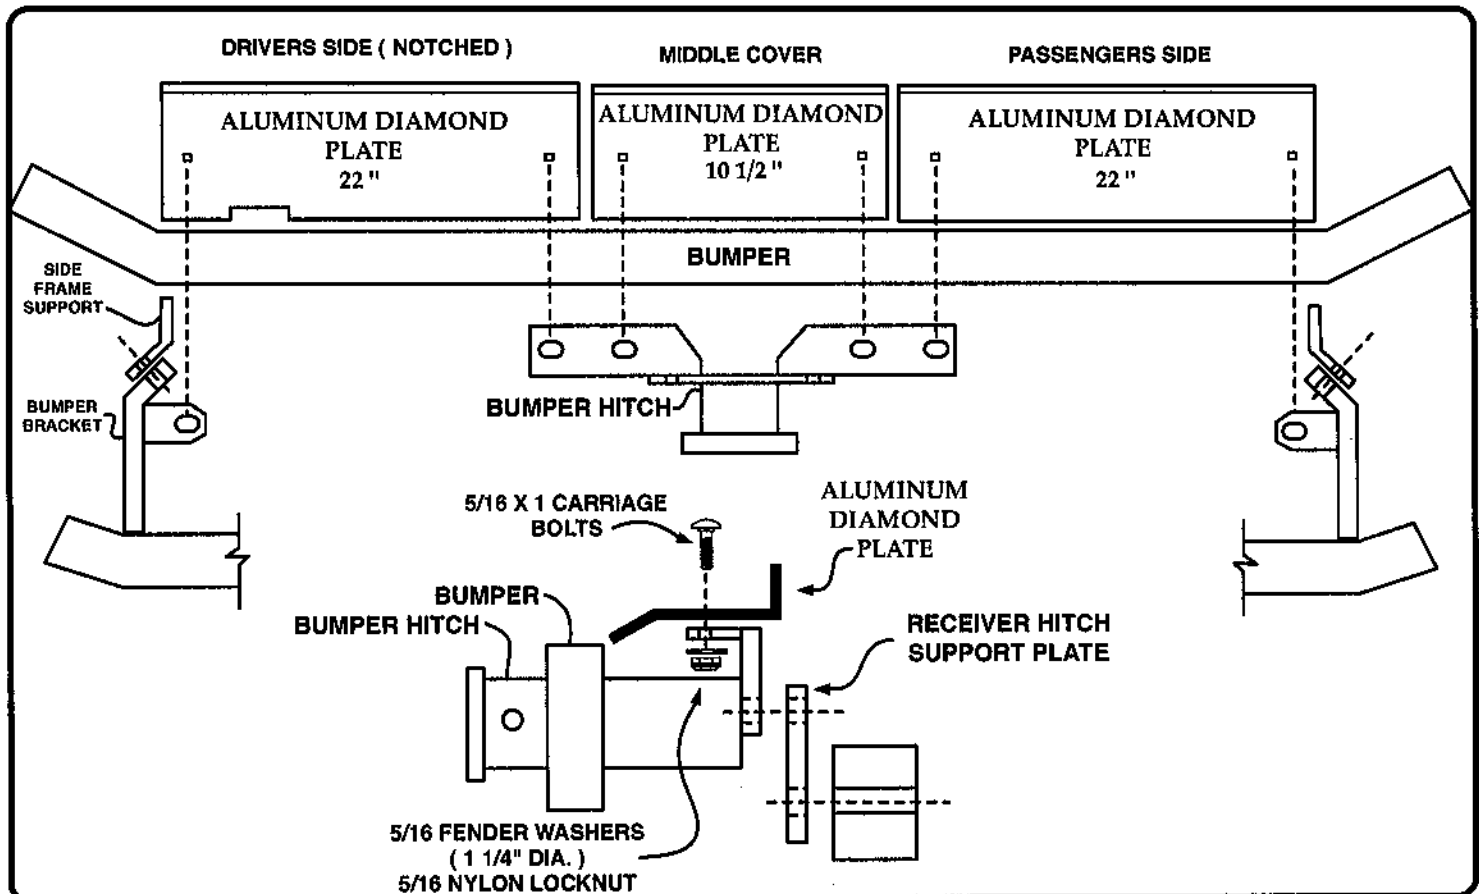 DRIVERS SIDE ( NOTCHED )
MIDDLE COVER
PASSENGERS SIDE
ALUMINUM DIAMOND
PLATE
22 "
ALUMINUM DIAMOND
PLATE
10 1/2 "
ALUMINUM DIAMOND
PLATE
22 "
BUMPER
SIDE
FRAME
SUPPORT
BUMPER
BRACKET
BUMPER HITCH
5/16 X 1 CARRIAGE
BOLTS
ALUMINUM
DIAMOND
PLATE
BUMPER
BUMPER HITCH
RECEIVER HITCH
SUPPORT PLATE
5/16 FENDER WASHERS
( 1 1/4" DIA. )
5/16 NYLON LOCKNUT